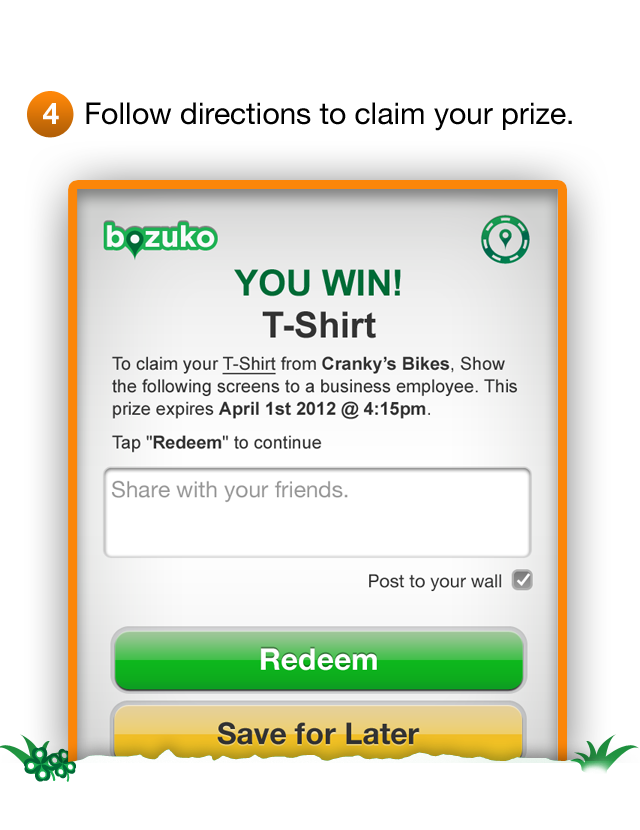 4 Follow directions to claim your prize.
bozuko
YOU WIN!
T-Shirt
To claim your T-Shirt from Cranky’s Bikes, Show
the following screens to a business employee. This
prize expires April 1st 2012 @ 4:15pm.
Tap "Redeem" to continue
Share with your friends.
Post to your wall
Redeem
Save for Later